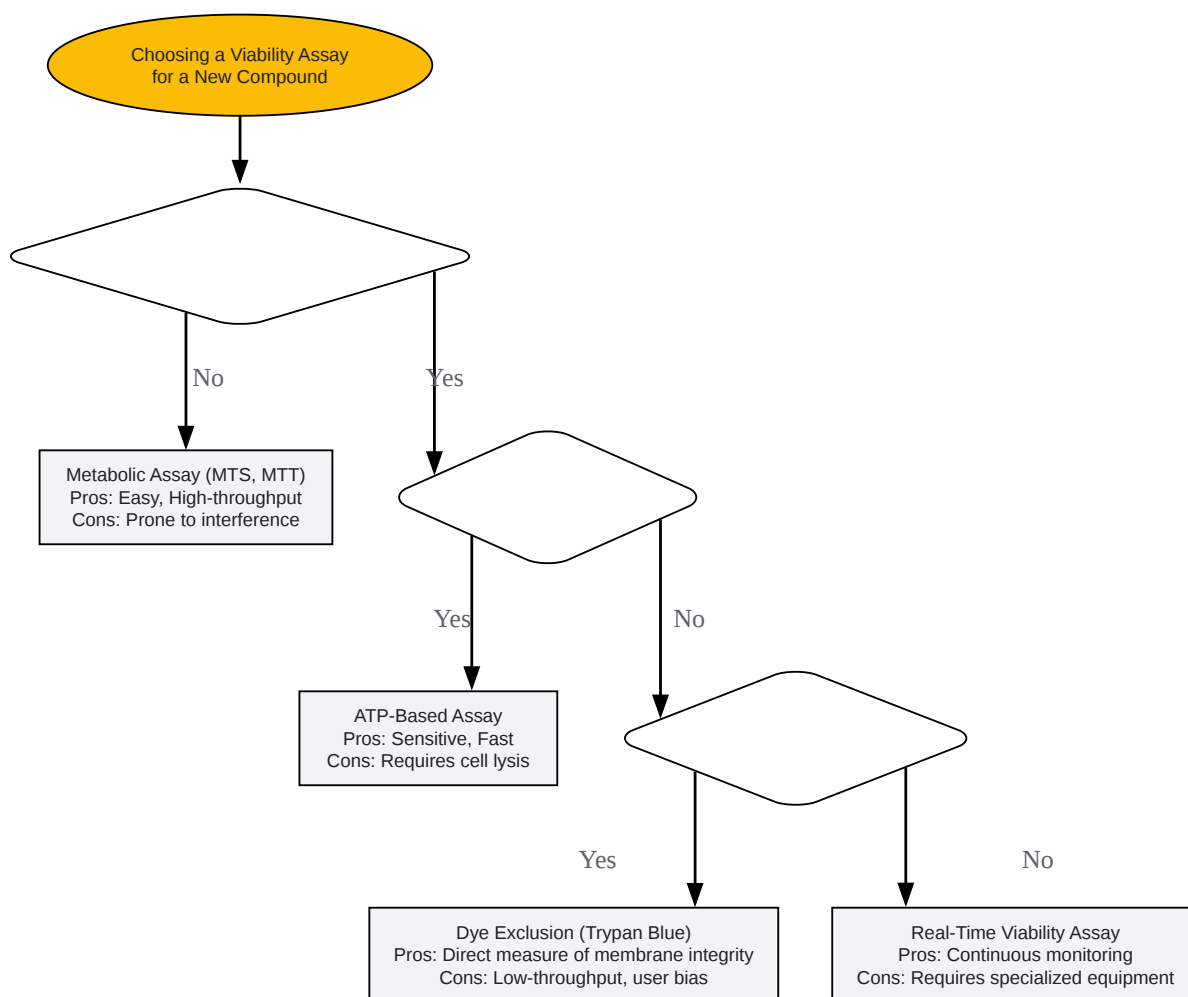 Choosing a Viability Assay
for a New Compound
No
Yes
Metabolic Assay (MTS, MTT)
Pros: Easy, High-throughput
Cons: Prone to interference
Yes
No
ATP-Based Assay
Pros: Sensitive, Fast
Cons: Requires cell lysis
Yes
No
Dye Exclusion (Trypan Blue)
Pros: Direct measure of membrane integrity
Cons: Low-throughput, user bias
Real-Time Viability Assay
Pros: Continuous monitoring
Cons: Requires specialized equipment